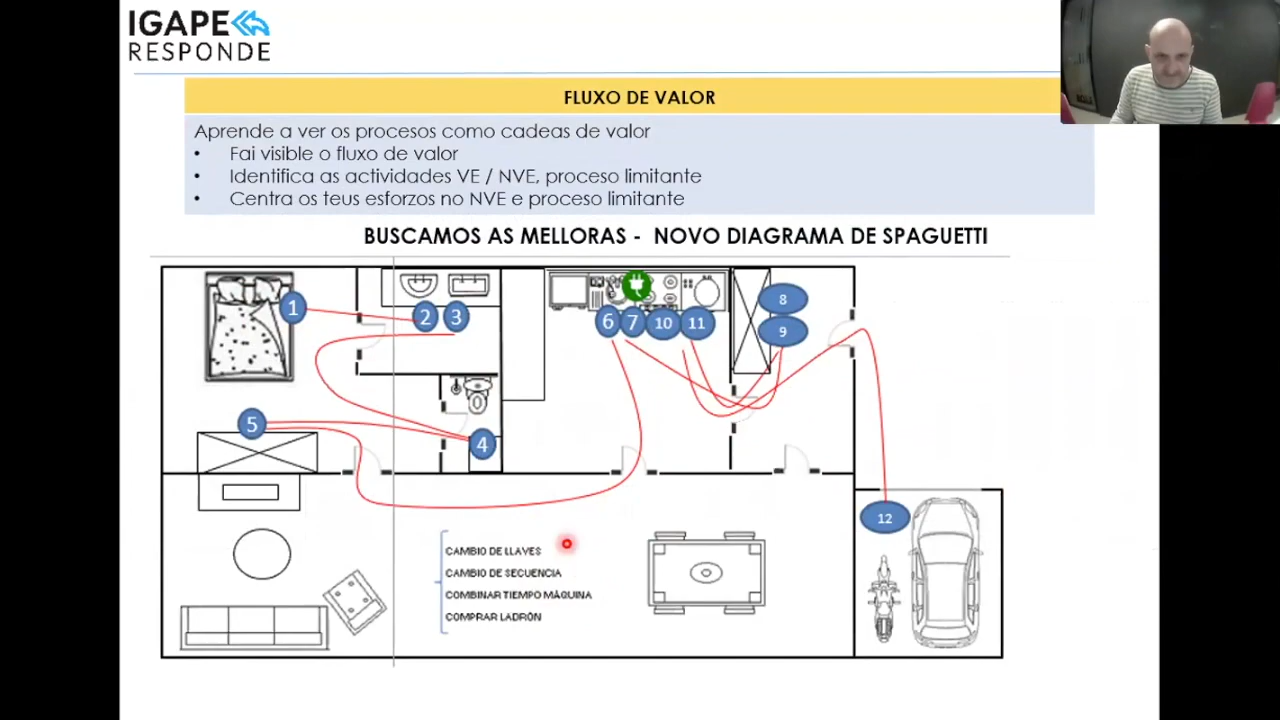 IGAPE
RESPONDE
FLUXO DE VALOR
Aprende a ver os procesos como cadeas de valor
• Fai visible o fluxo de valor
• Identifica as actividades VE / NVE, proceso limitante
• Centra os teus esforzos no NVE e proceso limitante
BUSCAMOS AS MELLORAS - NOVO DIAGRAMA DE SPAGUETTI
1
2
3
6
7
10
11
8
9
5
4
12
CAMBIO DE LLAVES
CAMBIO DE SECUENCIA
COMBINAR TIEMPO MÁQUINA
COMPRAR LADRÓN